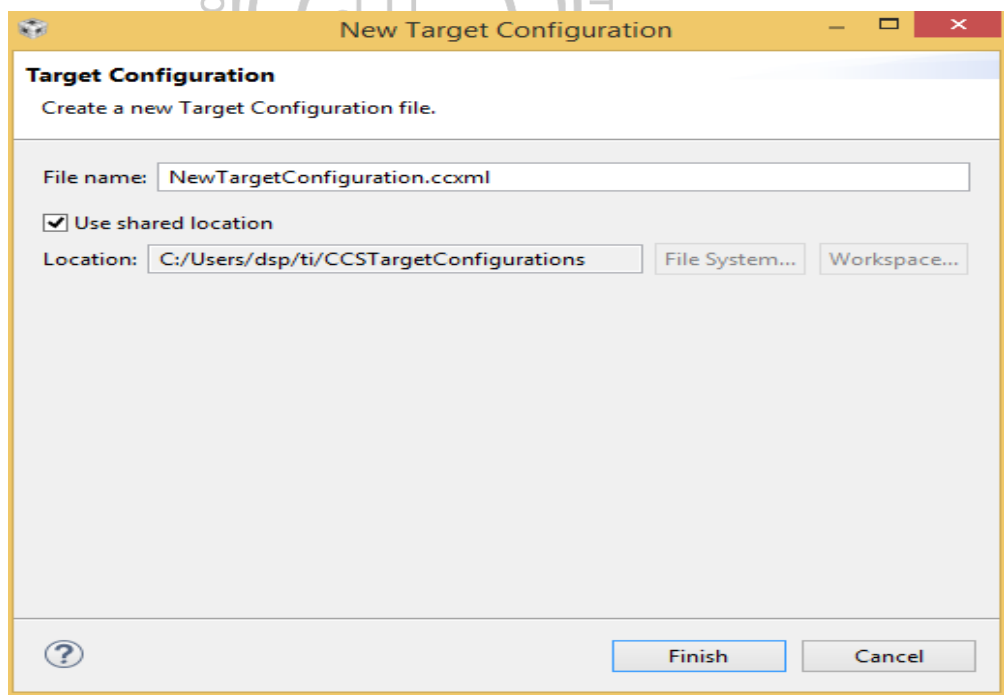 New Target Configuration
Target Configuration
Create a new Target Configuration file.
File name: NewTargetConfiguration.ccxml
Use shared location
Location: C:/Users/dsp/ti/CCSTargetConfigurations File System... Workspace...
Finish Cancel